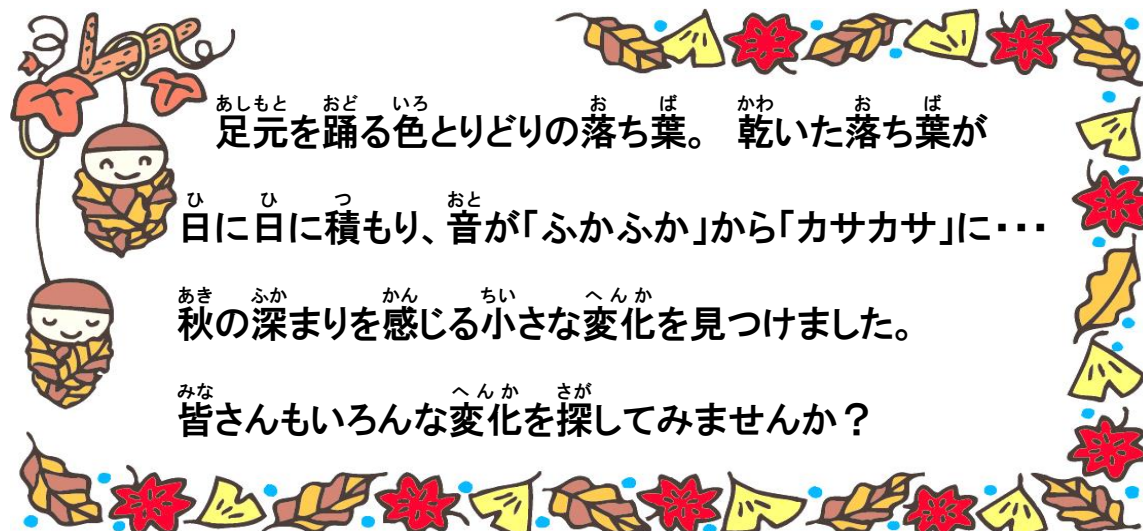 足元を踊る色とりどりの落ち葉。 乾いた落ち葉が
日に日に積もり、音が「ふかふか」から「カサカサ」に・・・
秋の深まりを感じる小さな変化を見つけました。
皆さんもいろんな変化を探してみませんか？